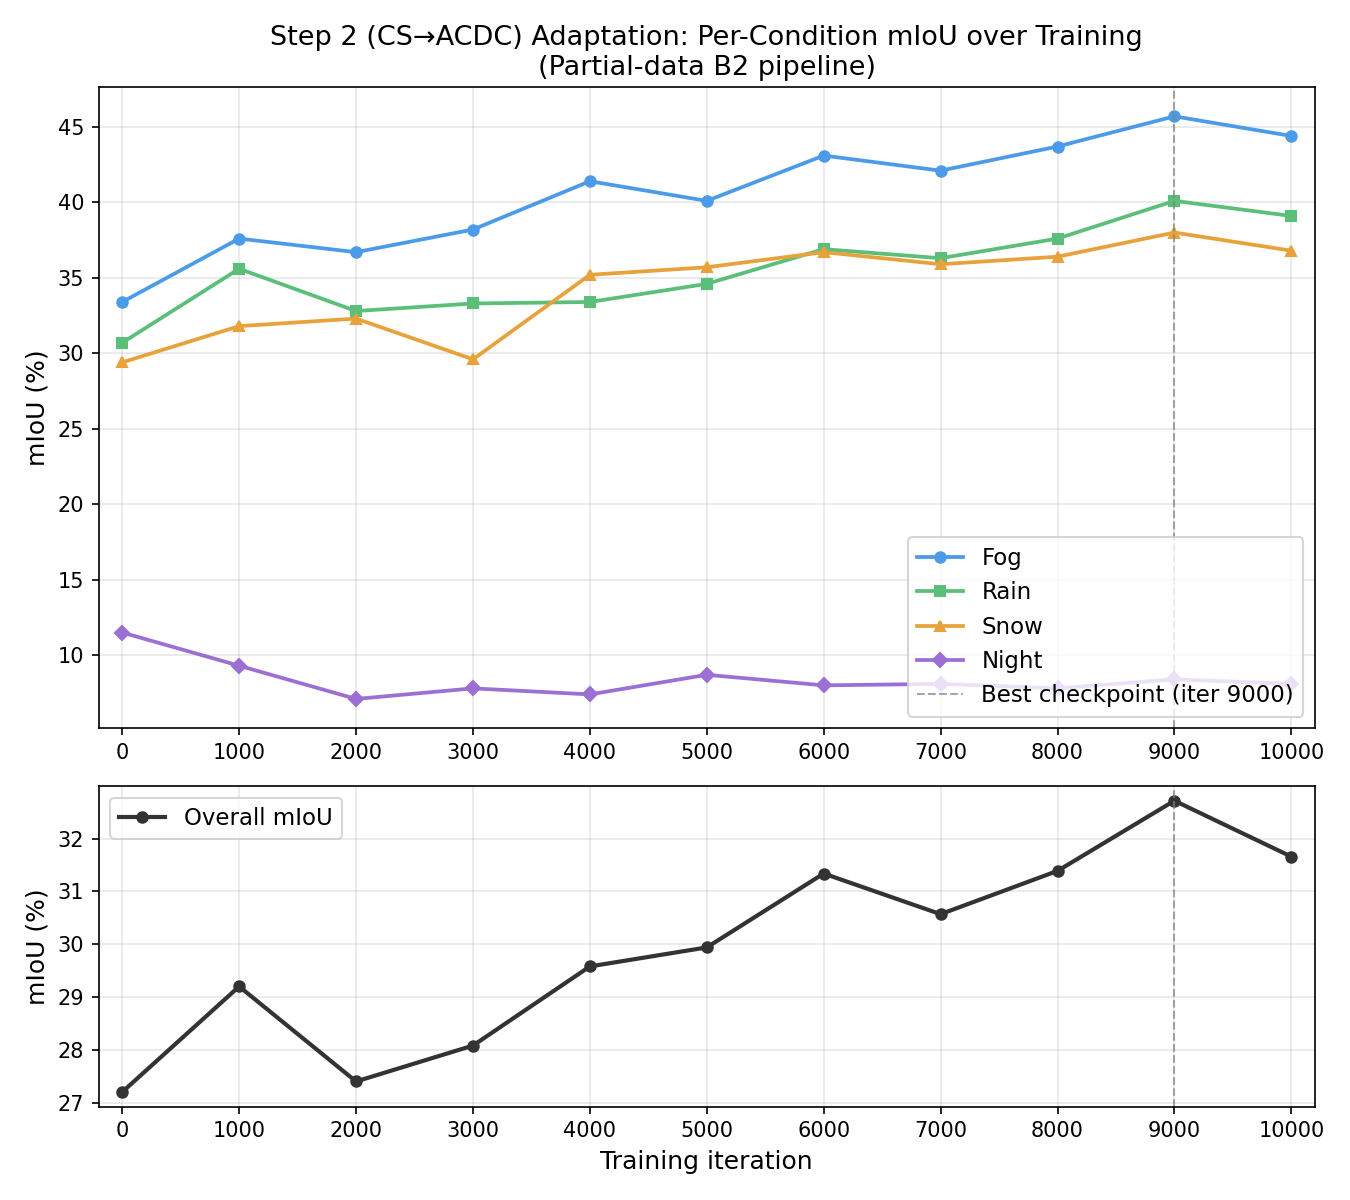 Step 2 (CS→ACDC) Adaptation: Per-Condition mIoU over Training
(Partial-data B2 pipeline)
mIoU (%)
45
40
35
30
25
20
15
10
Fog
Rain
Snow
Night
Best checkpoint (iter 9000)
0 1000 2000 3000 4000 5000 6000 7000 8000 9000 10000
Overall mIoU
mIoU (%)
32
31
30
29
28
27
0 1000 2000 3000 4000 5000 6000 7000 8000 9000 10000
Training iteration